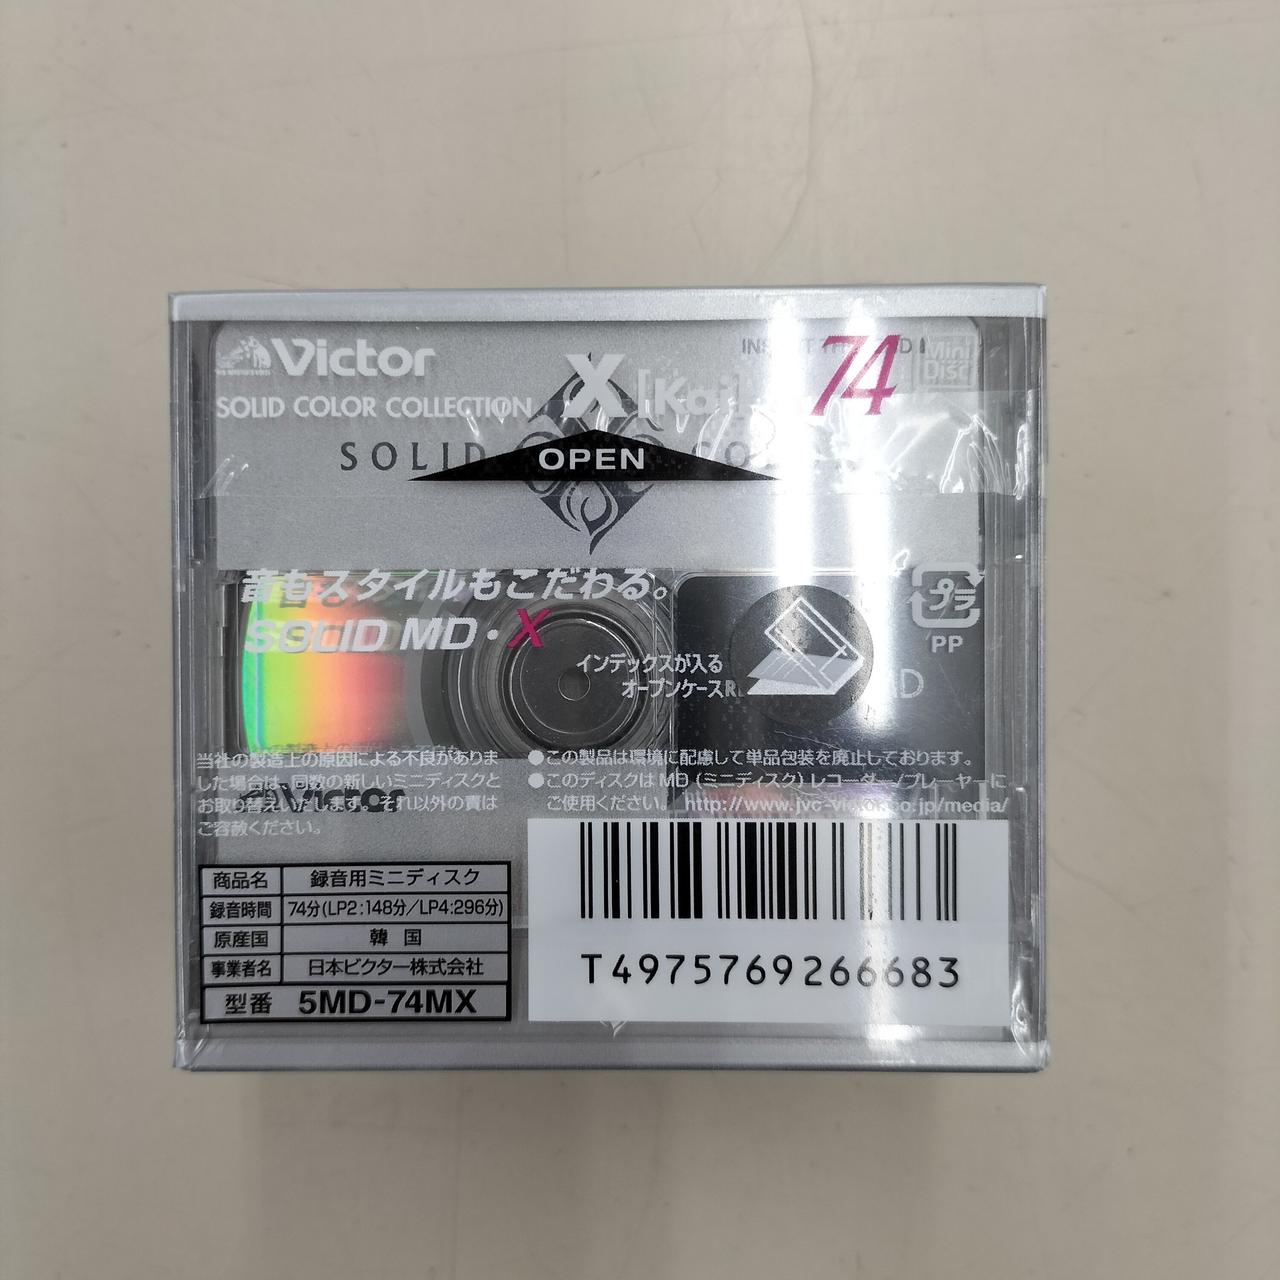 Victor
SOLID COLOR COLLECTION
X [Kai] 74
Mini Disc
SOLID
OPEN
音もスタイルもこだわる。
SOLID MD・X
インデックスが入る
オープンケース
プラ
PP
当社の製造上の原因による不良がありま
した場合は、同数の新しいミニディスクと
お取り替えいたします。それ以外の責は
ご容赦ください。
●この製品は環境に配慮して単品包装を廃止しております。
●このディスクはMD(ミニディスク)レコーダー/プレーヤーに
ご使用ください。 http://www.jvc-victor.co.jp/media/
Victor
商品名 録音用ミニディスク
録音時間 74分(LP2:148分/LP4:296分)
原産国 韓国
事業者名 日本ビクター株式会社
型番 5MD-74MX
T4975769266683